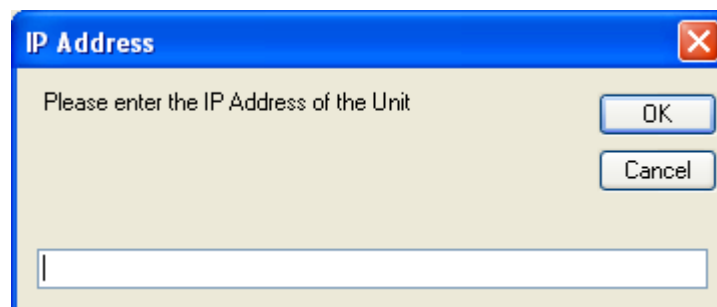 IP Address
Please enter the IP Address of the Unit
OK
Cancel